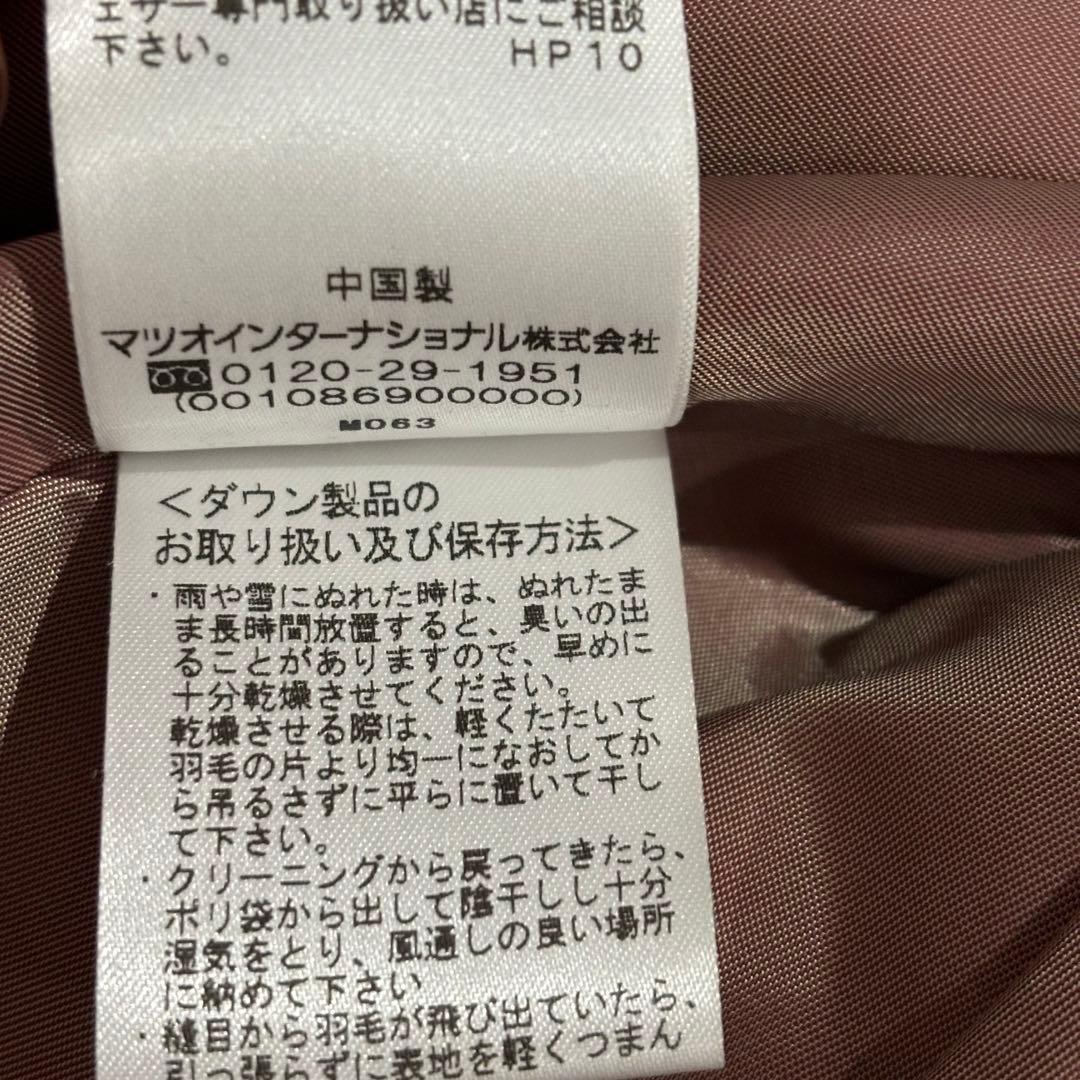 ェザー専門取り扱い店にご相談
下さい。 HP10
中国製
マツオインターナショナル株式会社
0120-29-1951
(001086900000)
M063
<ダウン製品の
お取り扱い及び保存方法>
・雨や雪にぬれた時は、ぬれたま
ま長時間放置すると、臭いの出
ることがありますので、早めに
十分乾燥させてください。
乾燥させる際は、軽くたたいて
羽毛の片より均一になおしてか
ら吊るさずに平らに置いて干し
て下さい。
・クリーニングから戻ってきたら、
ポリ袋から出して陰干しし十分
湿気をとり、風通しの良い場所
に納めて下さい
・縫目から羽毛が飛び出ていたら、
引っ張らずに表地を軽くつまん